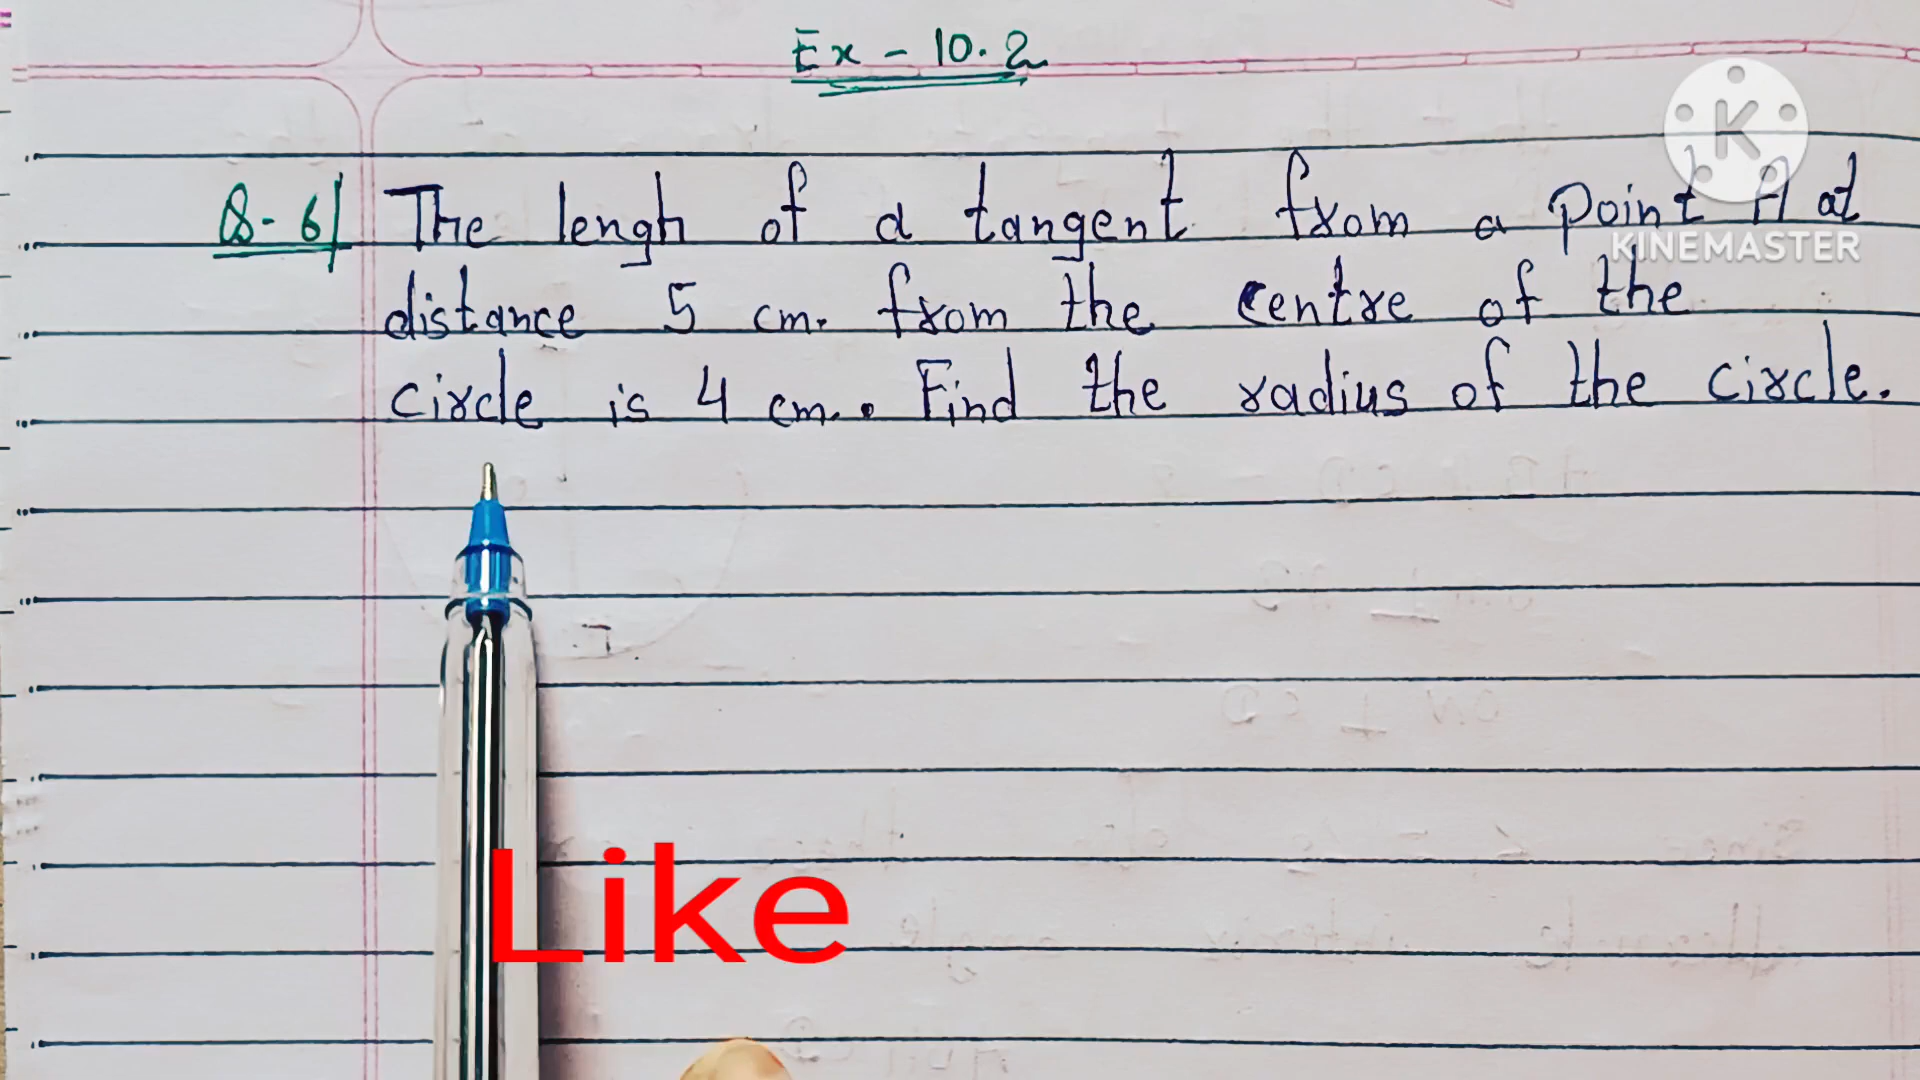 Ex - 10.2
Q-6| The lengh of a tangent from a point A at
distance 5 cm. from the centre of the
circle is 4 cm. Find the radius of the circle.
K
KINEMASTER
Like